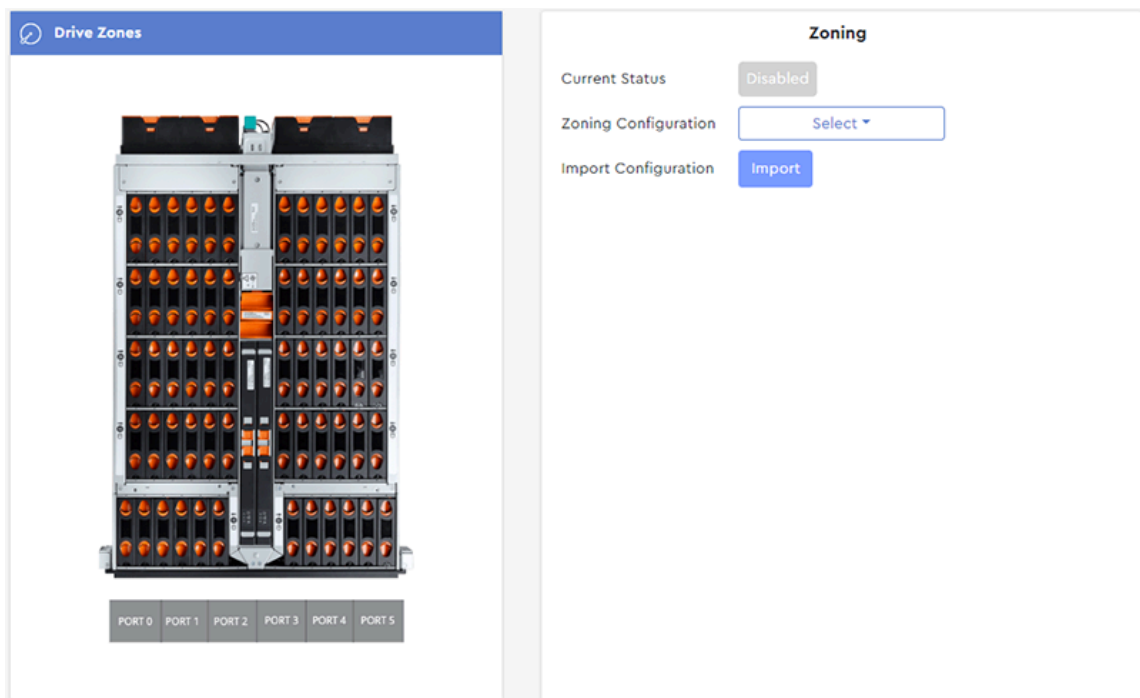 Drive Zones
PORT 0 PORT 1 PORT 2 PORT 3 PORT 4 PORT 5
Zoning
Current Status Disabled
Zoning Configuration Select
Import Configuration Import